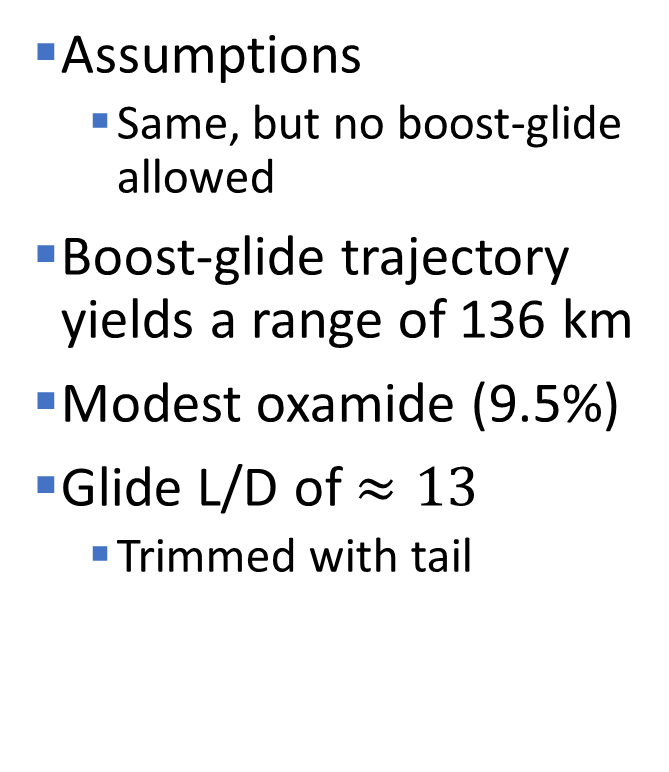 ▪Assumptions
▪Same, but no boost-glide
allowed
▪Boost-glide trajectory
yields a range of 136 km
▪Modest oxamide (9.5%)
▪Glide L/D of ≈ 13
▪Trimmed with tail